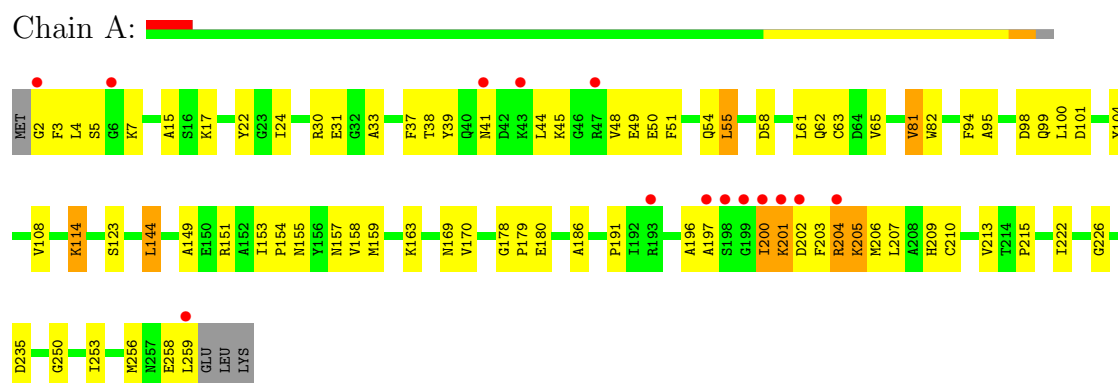 Chain A:
MET G2 F3 L4 S5 G6 K7 A15 S16 K17 Y22 G23 I24 R30 E31 G32 A33 F37 T38 Y39 Q40 N41 D42 K43 L44 K45 G46 R47 V48 E49 E50 F51 Q54 L55 D58 L61 Q62 G63 D64 V65 V81 W82 F94 A95 D98 Q99 L100 D101 Y104
V108 K114 S123 L144 A149 E150 R151 A152 I153 P154 N155 Y156 N157 V158 M159 K163 N169 V170 G178 P179 E180 A186 P191 I192 R193 A196 A197 S198 G199 I200 K201 D202 F203 R204 K205 M206 L207 A208 H209 C210 V213 T214 P215 I222 G226
D235 G250 I253 M256 N257 E258 L259 GLU LEU LYS